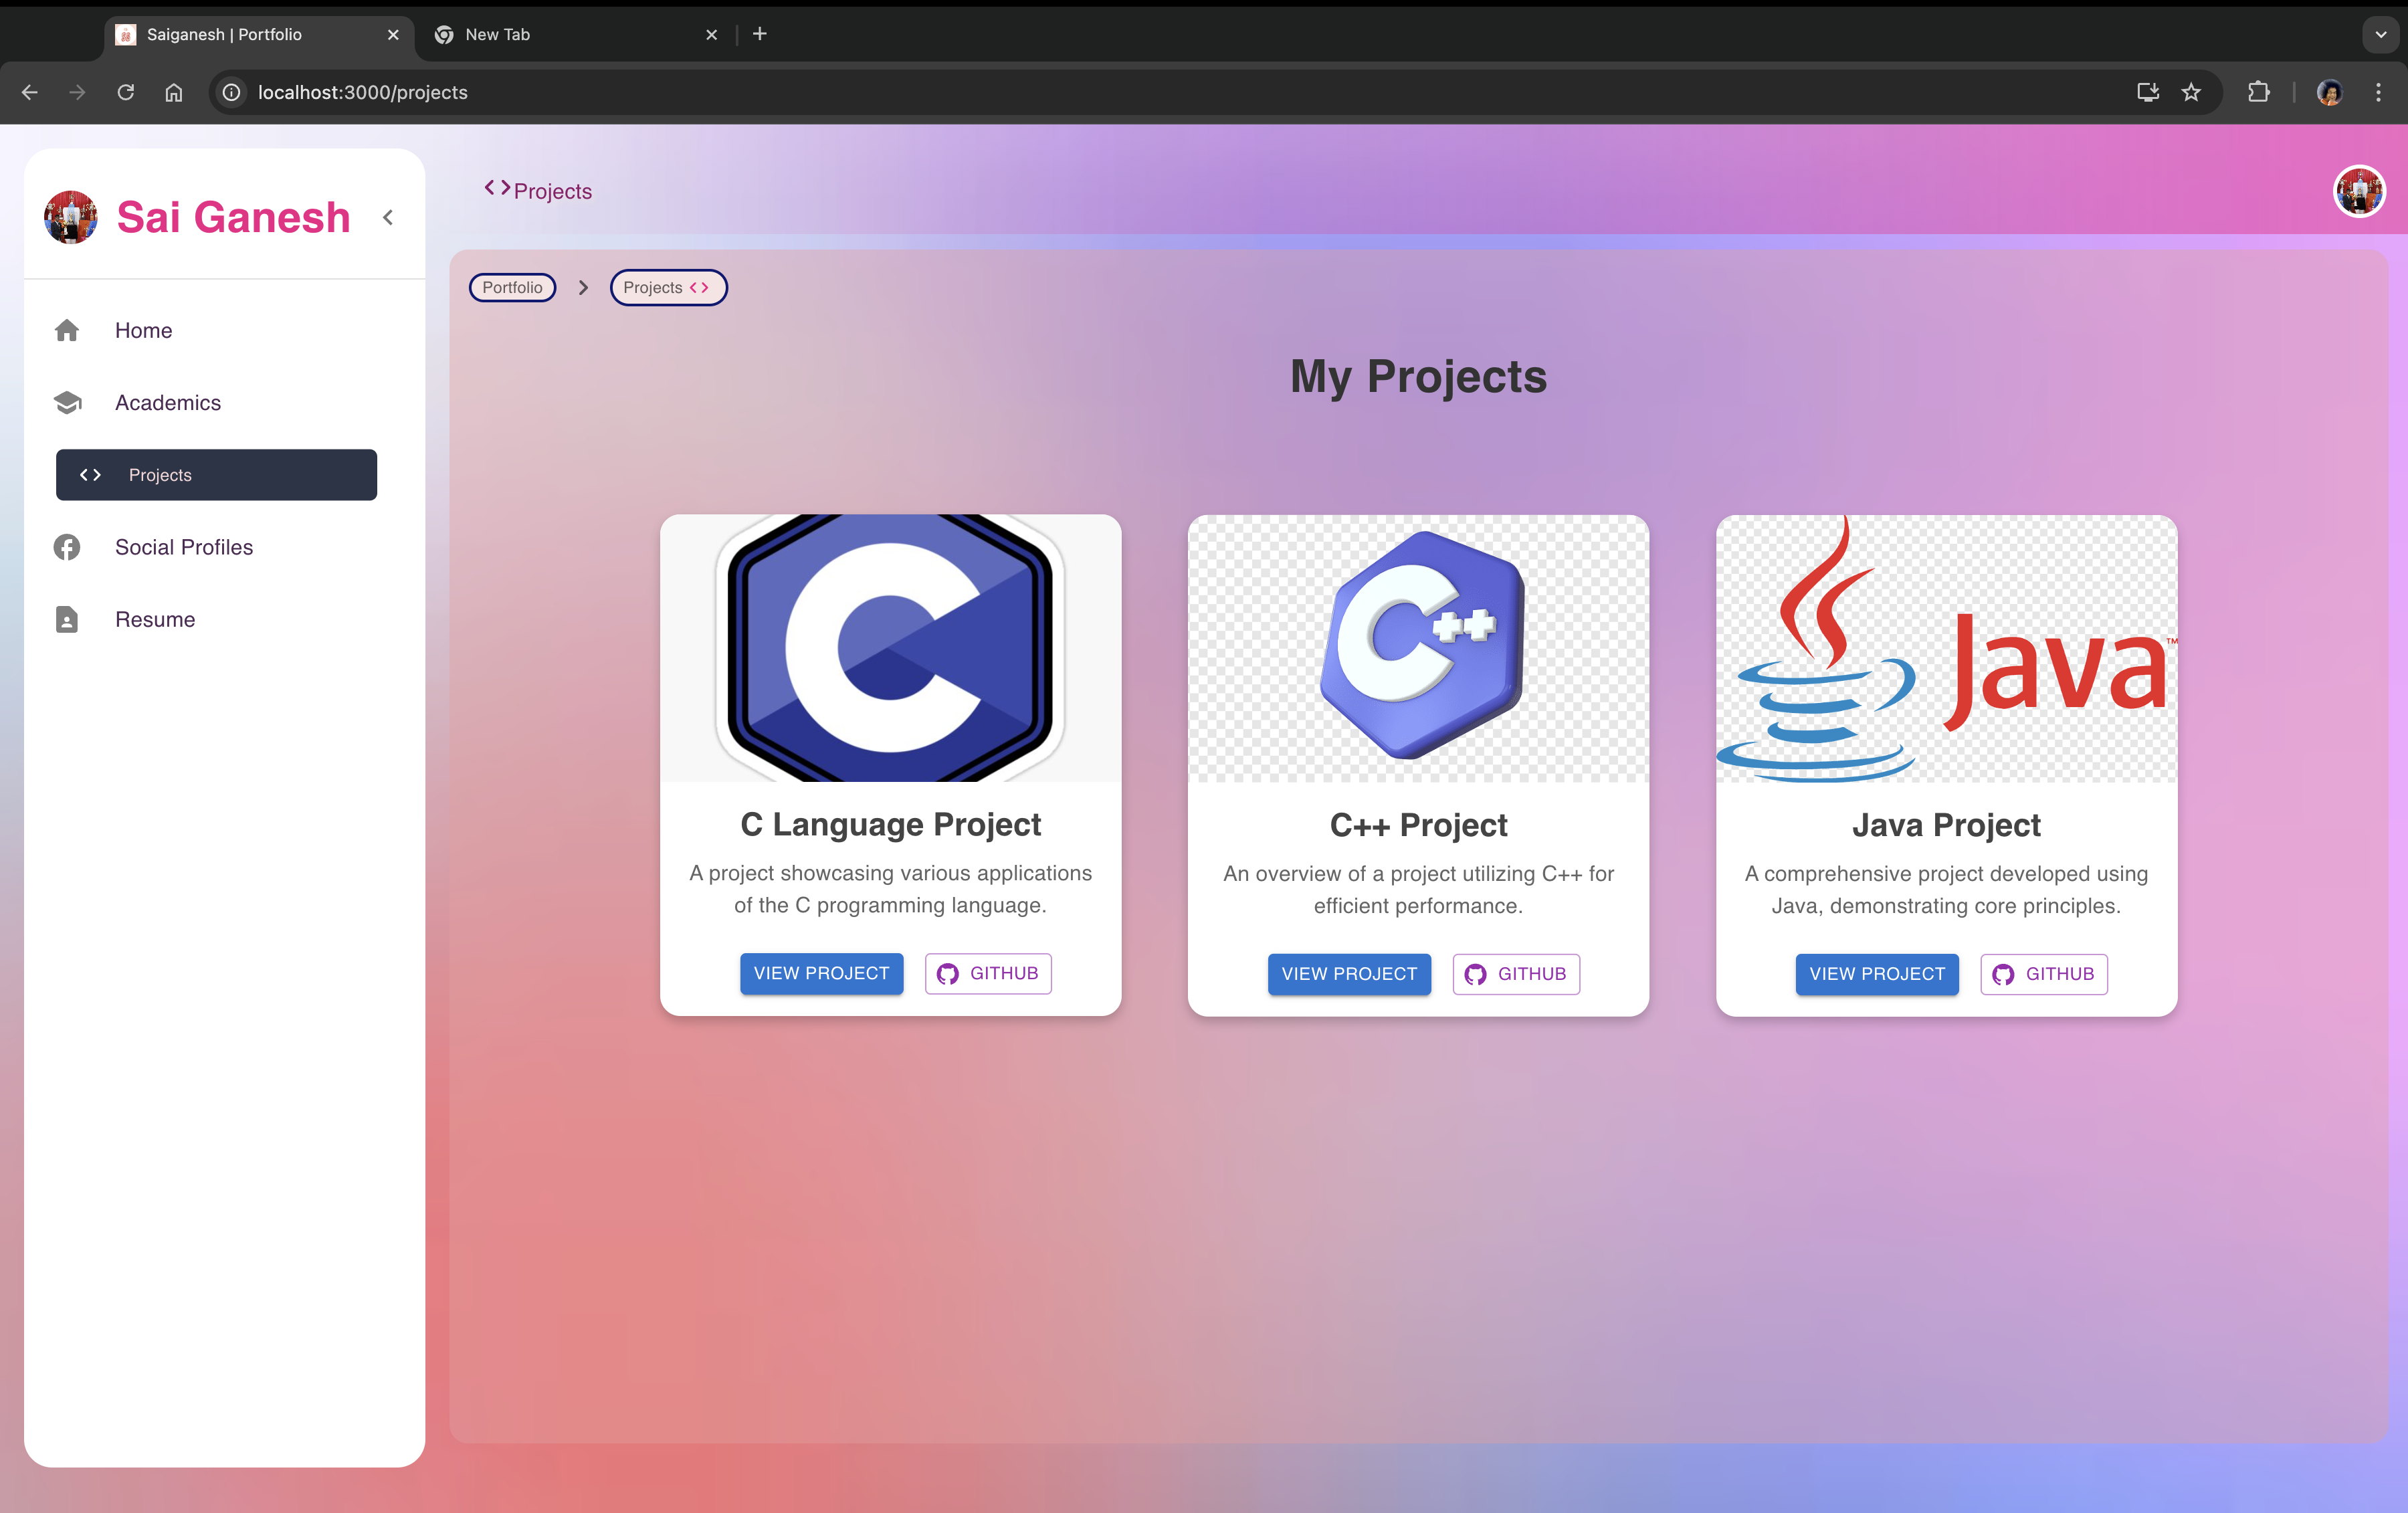 Saiganesh | Portfolio
New Tab
localhost:3000/projects
Sai Ganesh
Home
Academics
Projects
Social Profiles
Resume
Projects
Portfolio
Projects
My Projects
C Language Project
A project showcasing various applications
of the C programming language.
VIEW PROJECT
GITHUB
C++
C++ Project
An overview of a project utilizing C++ for
efficient performance.
VIEW PROJECT
GITHUB
Java™
Java Project
A comprehensive project developed using
Java, demonstrating core principles.
VIEW PROJECT
GITHUB